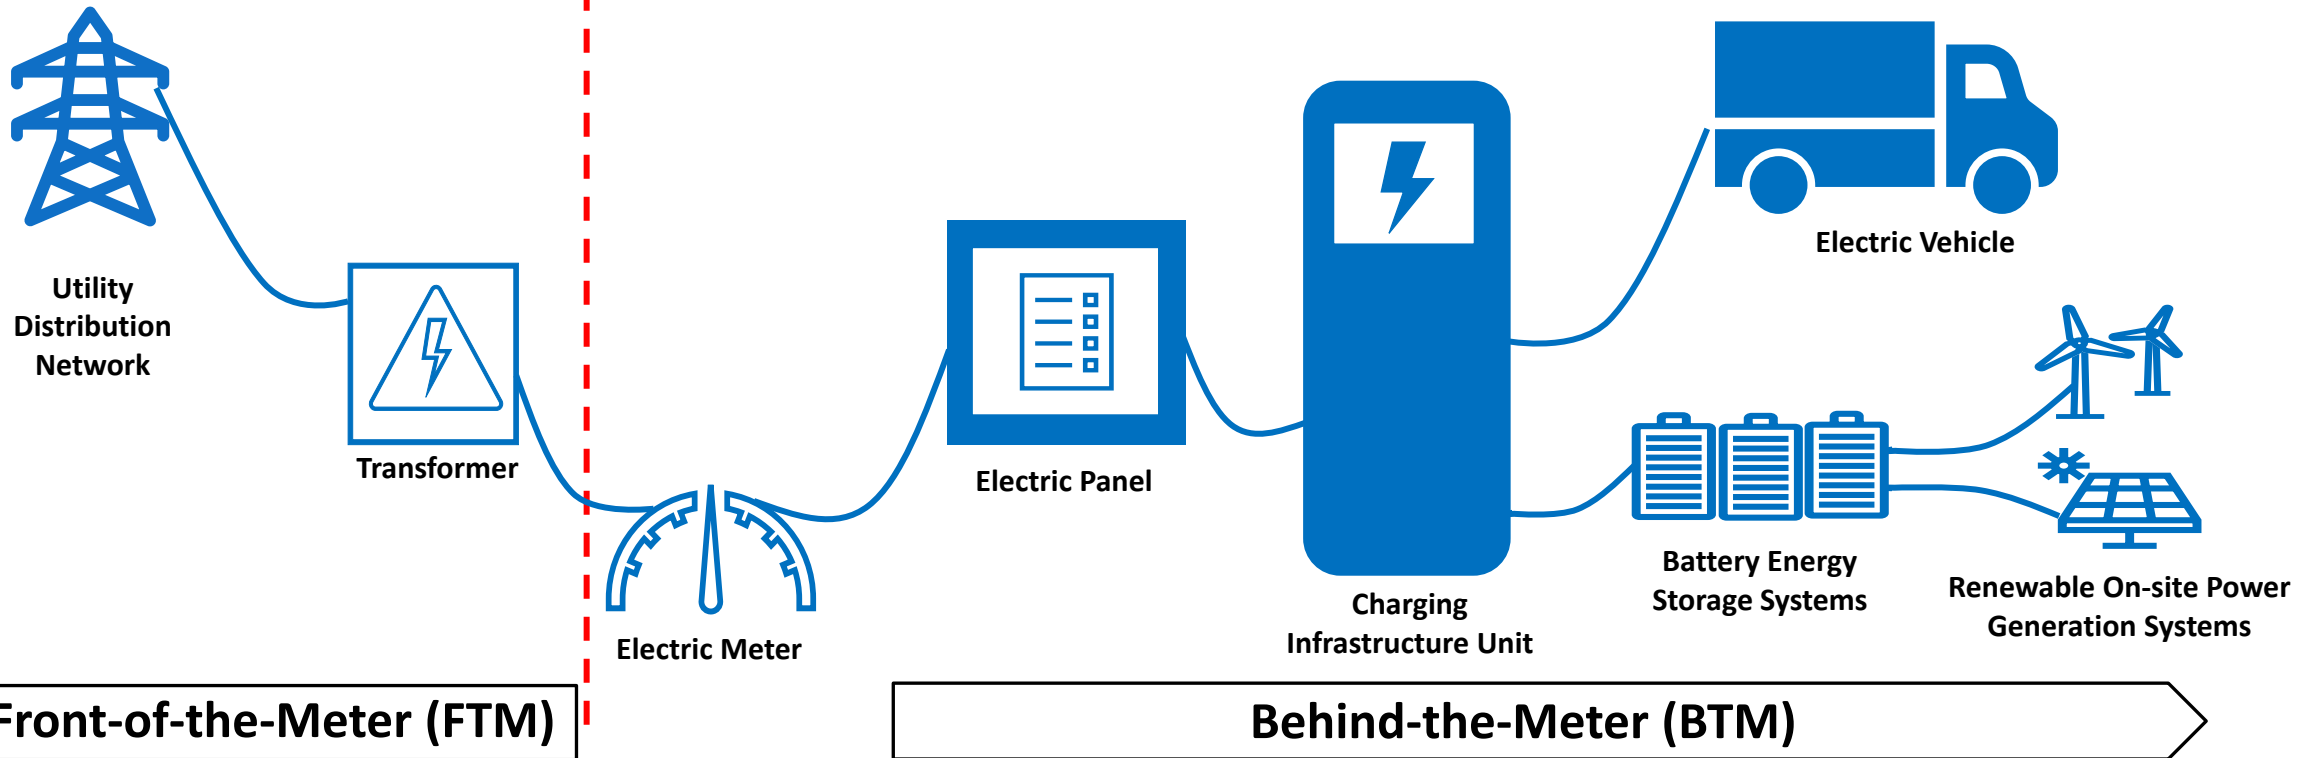 Utility
Distribution
Network
Transformer
Electric Meter
Electric Panel
Charging
Infrastructure Unit
Electric Vehicle
Battery Energy
Storage Systems
Renewable On-site Power
Generation Systems
Front-of-the-Meter (FTM)
Behind-the-Meter (BTM)